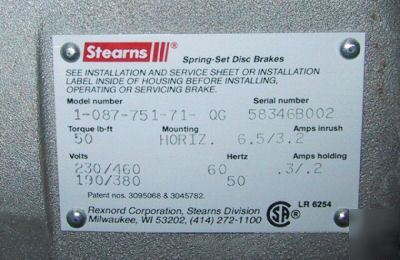 Stearns® Spring-Set Disc Brakes
SEE INSTALLATION AND SERVICE SHEET OR INSTALLATION
LABEL INSIDE OF HOUSING BEFORE INSTALLING,
OPERATING OR SERVICING BRAKE.
Model number Serial number
1-087-751-71- QG 58346B002
Torque lb-ft Mounting Amps inrush
50 HORIZ. 6.5/3.2
Volts Hertz Amps holding
230/460 60 .3/.2
190/380 50
Patent nos. 3095068 & 3045782.
Rexnord Corporation, Stearns Division
Milwaukee, WI 53202, (414) 272-1100
SA ® LR 6254